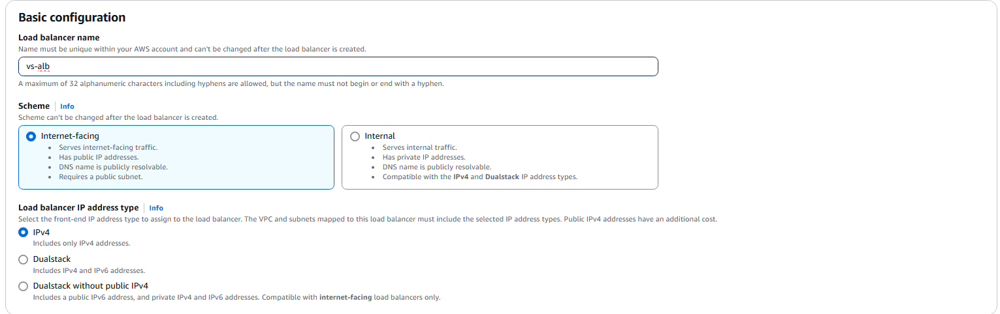 Basic configuration
Load balancer name
Name must be unique within your AWS account and can't be changed after the load balancer is created.
vs-alb
A maximum of 32 alphanumeric characters including hyphens are allowed, but the name must not begin or end with a hyphen.
Scheme | Info
Scheme can't be changed after the load balancer is created.
Internet-facing
• Serves internet-facing traffic.
• Has public IP addresses.
• DNS name is publicly resolvable.
• Requires a public subnet.
Internal
• Serves internal traffic.
• Has private IP addresses.
• DNS name is publicly resolvable.
• Compatible with the IPv4 and Dualstack IP address types.
Load balancer IP address type | Info
Select the front-end IP address type to assign to the load balancer. The VPC and subnets mapped to this load balancer must include the selected IP address types. Public IPv4 addresses have an additional cost.
IPv4
Includes only IPv4 addresses.
Dualstack
Includes IPv4 and IPv6 addresses.
Dualstack without public IPv4
Includes a public IPv6 address, and private IPv4 and IPv6 addresses. Compatible with internet-facing load balancers only.